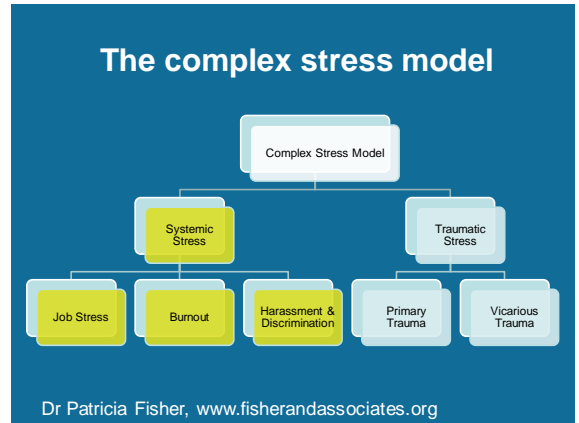 The complex stress model
Complex Stress Model
Systemic
Stress
Traumatic
Stress
Job Stress
Burnout
Harassment &
Discrimination
Primary
Trauma
Vicarious
Trauma
Dr Patricia Fisher, www.fisherandassociates.org